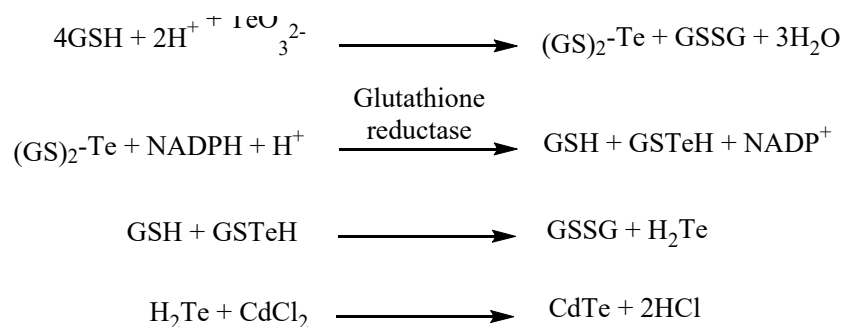 4GSH + 2H⁺ + TeO₃²⁻ (GS)₂-Te + GSSG + 3H₂O
Glutathione
reductase
(GS)₂-Te + NADPH + H⁺ GSH + GSTeH + NADP⁺
GSH + GSTeH GSSG + H₂Te
H₂Te + CdCl₂ CdTe + 2HCl